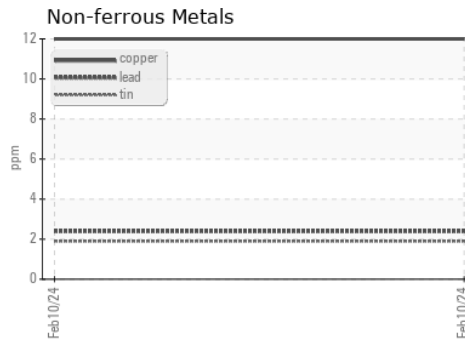 Non-ferrous Metals
12
10
8
6
4
2
0
ppm
copper
lead
tin
Feb10/24
Feb10/24